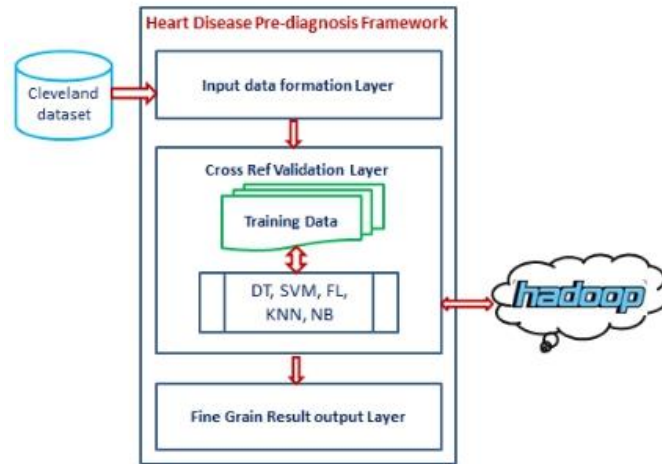 Heart Disease Pre-diagnosis Framework
Cleveland
dataset
Input data formation Layer
Cross Ref Validation Layer
Training Data
DT, SVM, FL,
KNN, NB
hadoop
Fine Grain Result output Layer